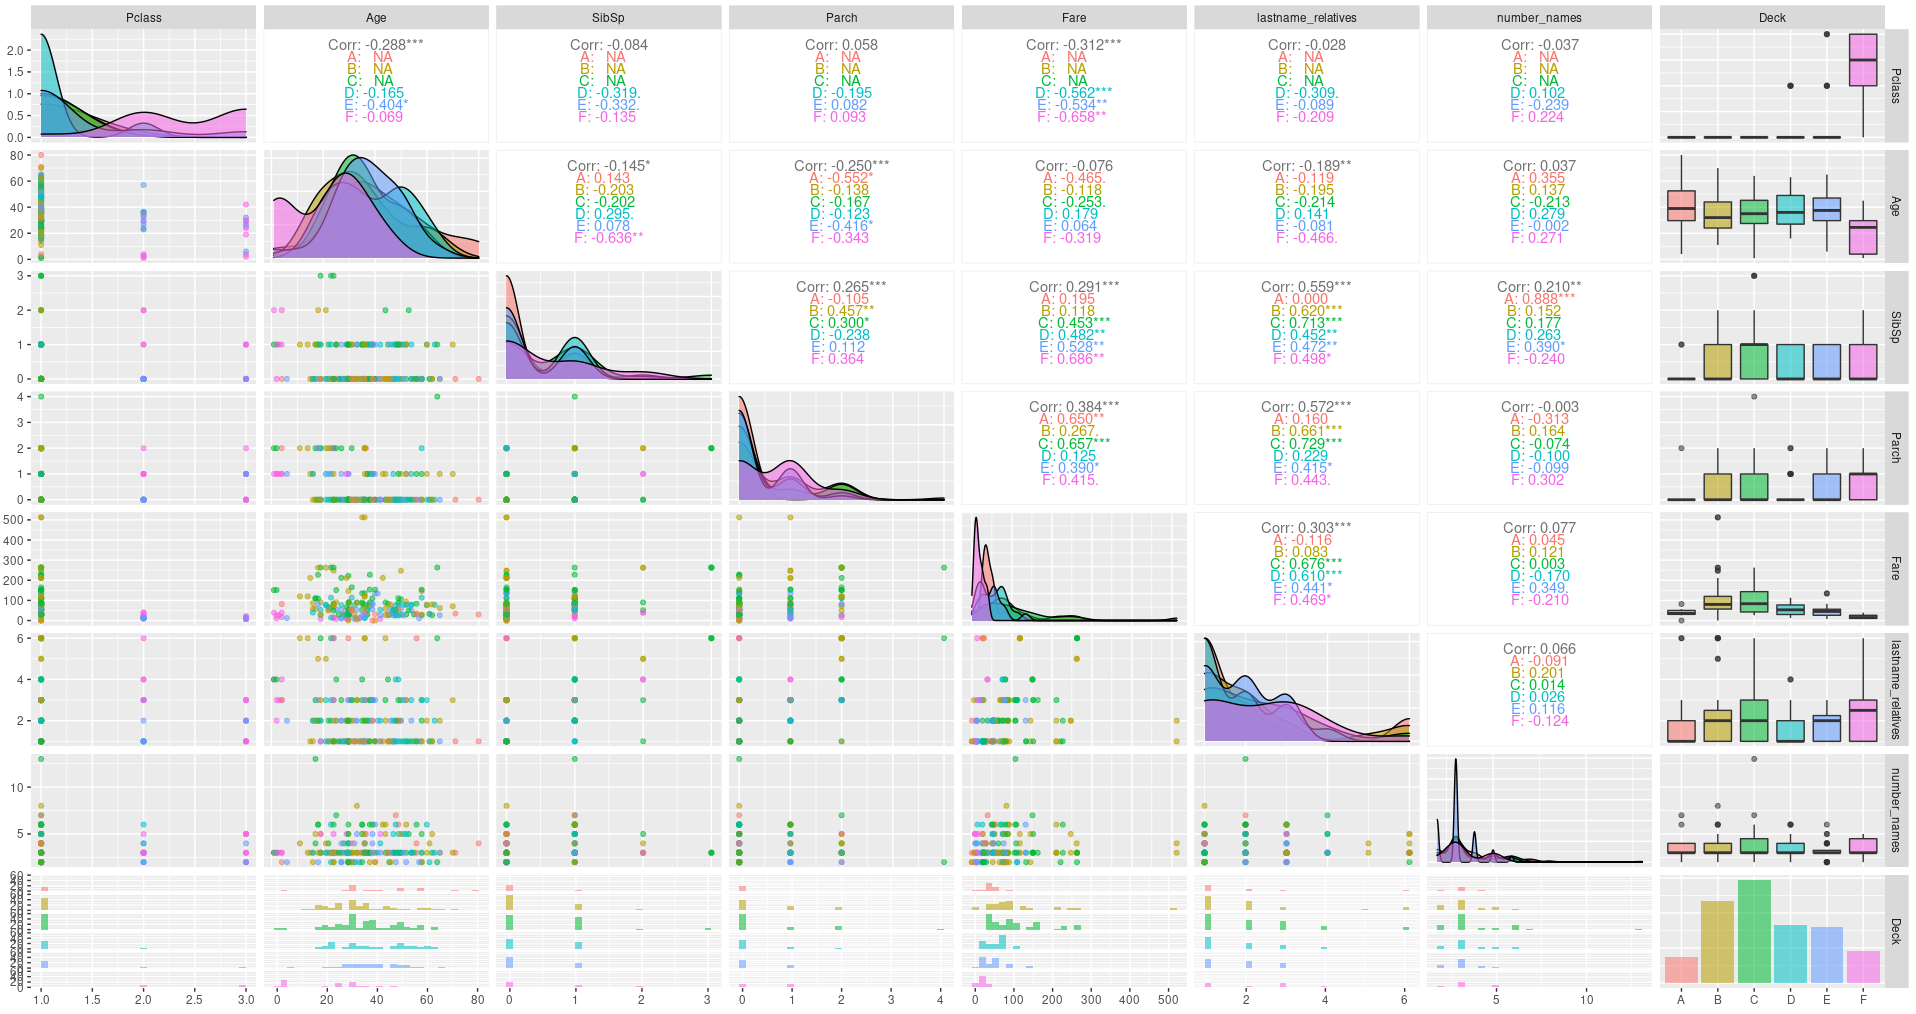 Pclass Age SibSp Parch Fare lastname_relatives number_names Deck
2.0
1.5
1.0
0.5
0.0
Corr: -0.288***
A: NA
B: NA
C: NA
D: -0.165
E: -0.404*
F: -0.069
Corr: -0.084
A: NA
B: NA
C: NA
D: -0.319.
E: -0.332.
F: -0.135
Corr: 0.058
A: NA
B: NA
C: NA
D: -0.195
E: 0.082
F: 0.093
Corr: -0.312***
A: NA
B: NA
C: NA
D: -0.562***
E: -0.534**
F: -0.658**
Corr: -0.028
A: NA
B: NA
C: NA
D: -0.309.
E: -0.089
F: -0.209
Corr: -0.037
A: NA
B: NA
C: NA
D: 0.102
E: -0.239
F: 0.224
Pclass
80
60
40
20
0
Corr: -0.145*
A: 0.143
B: -0.203
C: -0.202
D: 0.295.
E: 0.078
F: -0.636**
Corr: -0.250***
A: -0.552*
B: -0.138
C: -0.167
D: -0.123
E: -0.416*
F: -0.343
Corr: -0.076
A: -0.465.
B: -0.118
C: -0.253.
D: 0.179
E: 0.064
F: -0.319
Corr: -0.189**
A: -0.119
B: -0.195
C: -0.214
D: 0.141
E: -0.081
F: -0.466.
Corr: 0.037
A: 0.355
B: 0.137
C: -0.213
D: 0.279
E: -0.002
F: 0.271
Age
3
2
1
0
Corr: 0.265***
A: -0.105
B: 0.457**
C: 0.300*
D: -0.238
E: 0.112
F: 0.364
Corr: 0.291***
A: 0.195
B: 0.118
C: 0.453***
D: 0.482**
E: 0.528**
F: 0.686**
Corr: 0.559***
A: 0.000
B: 0.620***
C: 0.713***
D: 0.452**
E: 0.472**
F: 0.498*
Corr: 0.210**
A: 0.888***
B: 0.152
C: 0.177
D: 0.263
E: 0.390*
F: -0.240
SibSp
4
3
2
1
0
Corr: 0.384***
A: 0.650**
B: 0.267.
C: 0.657***
D: 0.125
E: 0.390*
F: 0.415.
Corr: 0.572***
A: 0.160
B: 0.661***
C: 0.729***
D: 0.229
E: 0.415*
F: 0.443.
Corr: -0.003
A: -0.313
B: 0.164
C: -0.074
D: -0.100
E: -0.099
F: 0.302
Parch
500
400
300
200
100
0
Corr: 0.303***
A: -0.116
B: 0.083
C: 0.676***
D: 0.610***
E: 0.441*
F: 0.469*
Corr: 0.077
A: 0.045
B: 0.121
C: 0.003
D: -0.170
E: 0.349.
F: -0.210
Fare
6
4
2
Corr: 0.066
A: -0.091
B: 0.201
C: 0.014
D: 0.026
E: 0.116
F: -0.124
lastname_relatives
10
5
number_names
60
Deck
1.0 1.5 2.0 2.5 3.0 0 20 40 60 80 0 1 2 3 0 1 2 3 4 0 100 200 300 400 500 2 4 6 5 10 A B C D E F